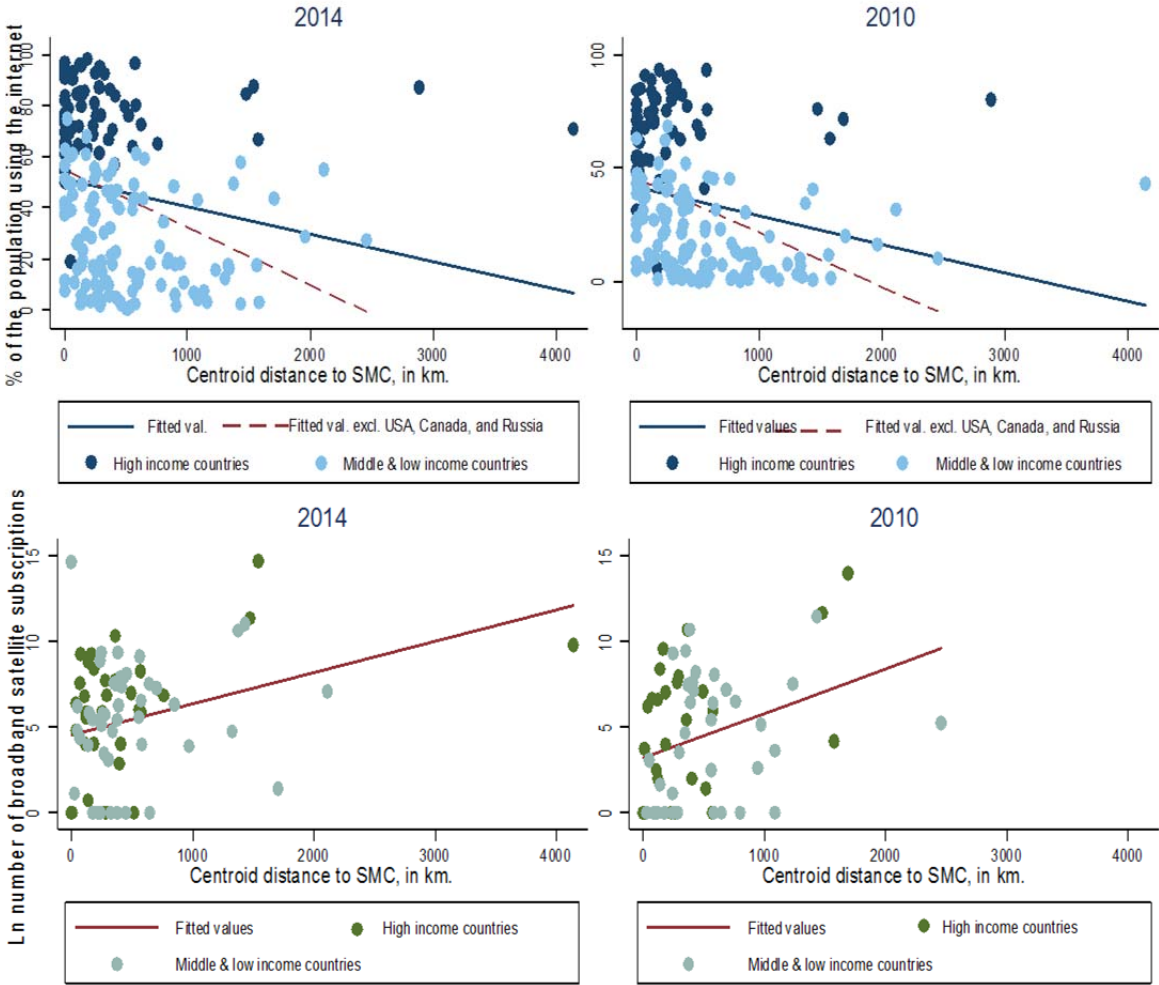 2014
2010
% of the population using the internet
100
80
60
40
20
0
0
1000
2000
3000
4000
Centroid distance to SMC, in km.
100
50
0
0
1000
2000
3000
4000
Centroid distance to SMC, in km.
Fitted val.
Fitted val. excl. USA, Canada, and Russia
High income countries
Middle & low income countries
Fitted values
Fitted val. excl. USA, Canada, and Russia
High income countries
Middle & low income countries
2014
2010
Ln number of broadband satellite subscriptions
15
10
5
0
0
1000
2000
3000
4000
Centroid distance to SMC, in km.
15
10
5
0
0
1000
2000
3000
4000
Centroid distance to SMC, in km.
Fitted values
High income countries
Middle & low income countries
Fitted values
High income countries
Middle & low income countries